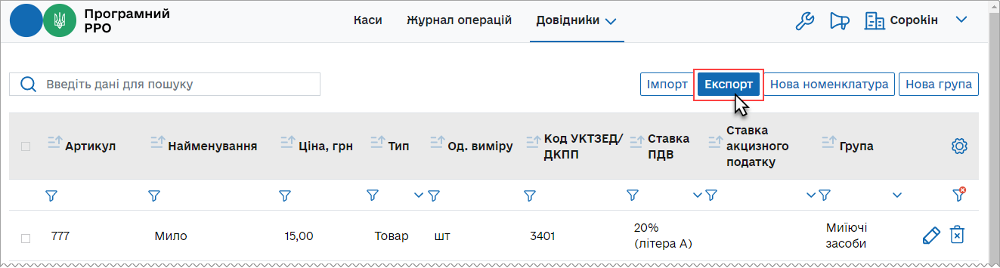 Програмний
РРО
Каси Журнал операцій Довідники Сорокін
Введіть дані для пошуку Імпорт Експорт Нова номенклатура Нова група
Артикул Найменування Ціна, грн Тип Од. виміру Код УКТЗЕД/
ДКПП Ставка
ПДВ Ставка
акцизного
податку Група
777 Мило 15,00 Товар шт 3401 20%
(літера А) Миїючі
засоби